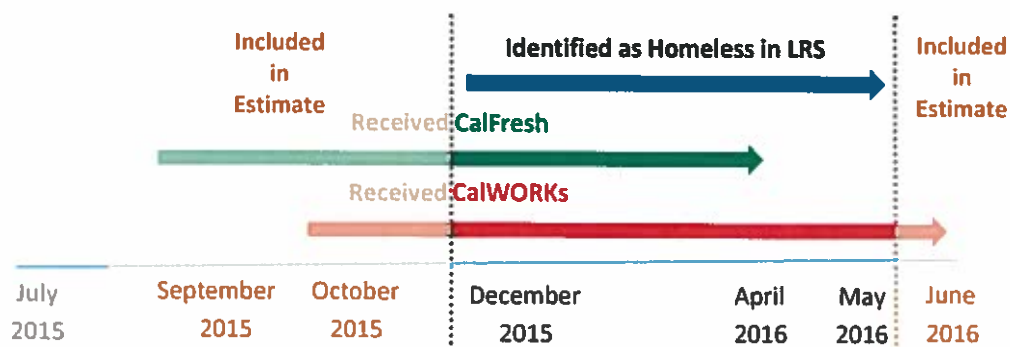 Included
in
Estimate
Identified as Homeless in LRS
Included
in
Estimate
Received CalFresh
Received CalWORKs
July
2015
September
2015
October
2015
December
2015
April
2016
May
2016
June
2016